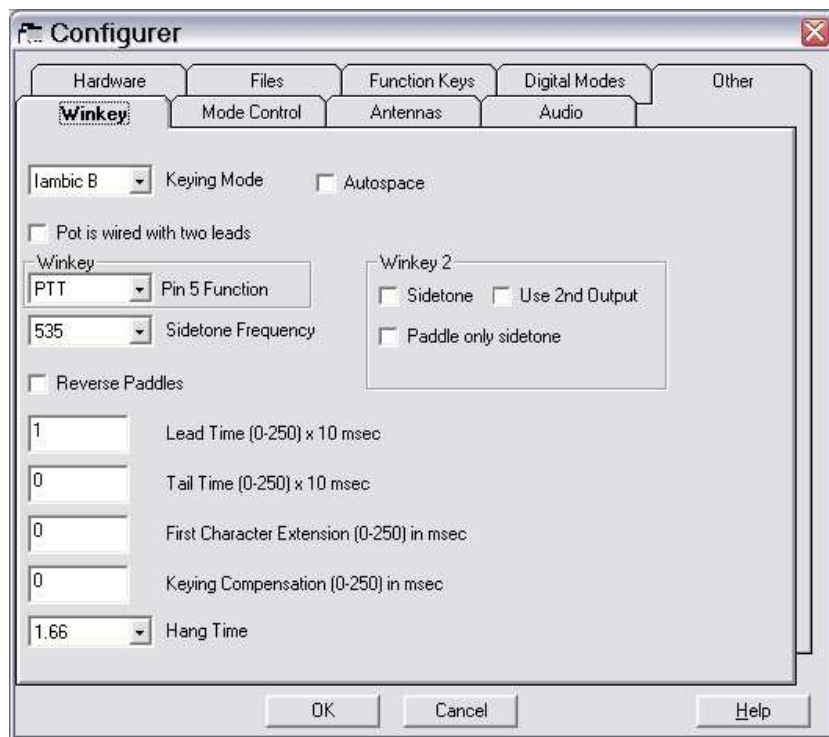 Configurer
Hardware Files Function Keys Digital Modes Other
Winkey Mode Control Antennas Audio
Iambic B Keying Mode Autospace
Pot is wired with two leads
Winkey Winkey 2
PTT Pin 5 Function Sidetone Use 2nd Output
535 Sidetone Frequency Paddle only sidetone
Reverse Paddles
1 Lead Time (0-250) x 10 msec
0 Tail Time (0-250) x 10 msec
0 First Character Extension (0-250) in msec
0 Keying Compensation (0-250) in msec
1.66 Hang Time
OK Cancel Help